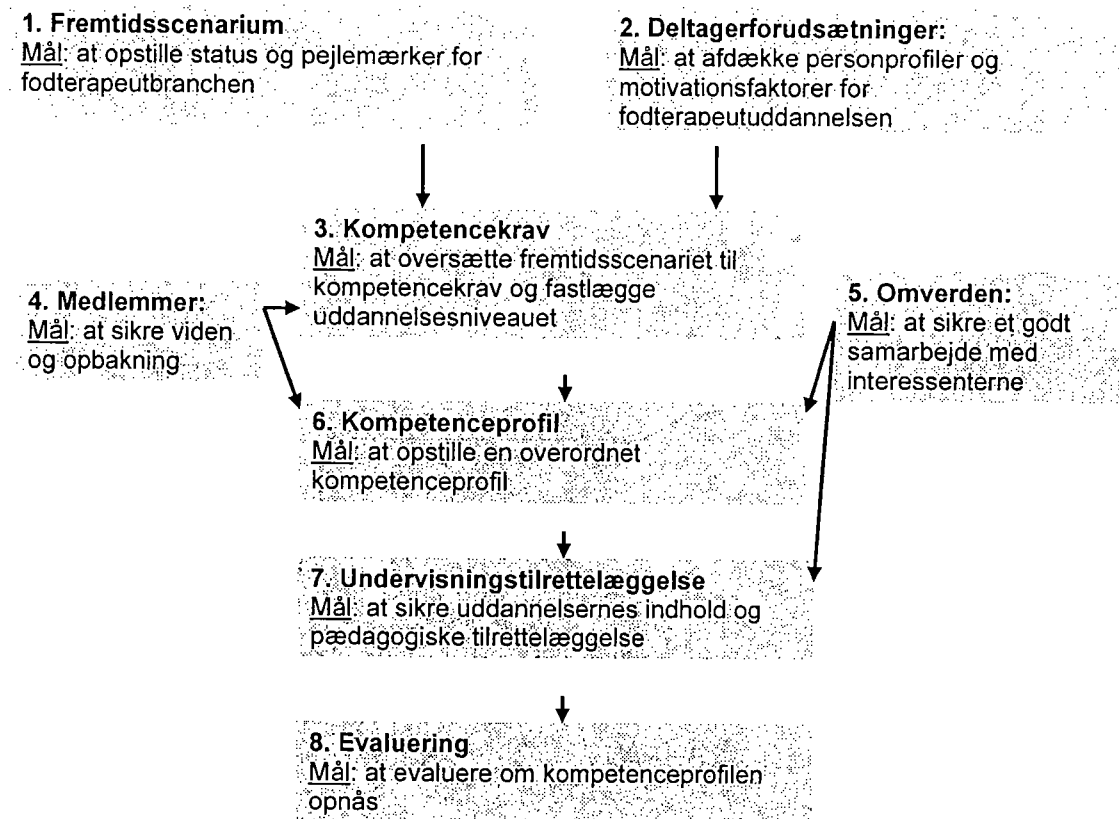 1. Fremtidsscenarium
Mål: at opstille status og pejlemærker for
fodterapeutbranchen
2. Deltagerforudsætninger:
Mål: at afdække personprofiler og
motivationsfaktorer for
fodterapeutuddannelsen
3. Kompetencekrav
Mål: at oversætte fremtidsscenariet til
kompetencekrav og fastlægge
uddannelsesniveauet
4. Medlemmer:
Mål: at sikre viden
og opbakning
5. Omverden:
Mål: at sikre et godt
samarbejde med
interessenterne
6. Kompetenceprofil
Mål: at opstille en overordnet
kompetenceprofil
7. Undervisningstilrettelæggelse
Mål: at sikre uddannelsernes indhold og
pædagogiske tilrettelæggelse
8. Evaluering
Mål: at evaluere om kompetenceprofilen
opnås